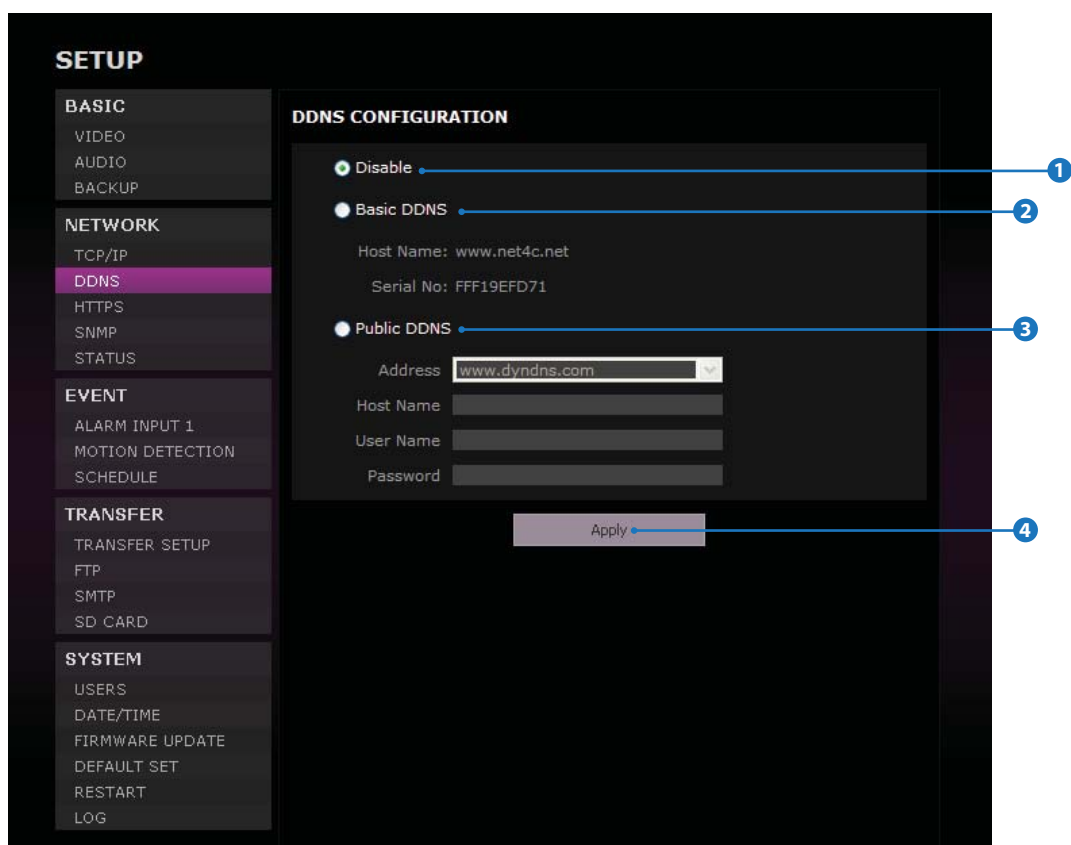 SETUP
BASIC
VIDEO
AUDIO
BACKUP
NETWORK
TCP/IP
DDNS
HTTPS
SNMP
STATUS
EVENT
ALARM INPUT 1
MOTION DETECTION
SCHEDULE
TRANSFER
TRANSFER SETUP
FTP
SMTP
SD CARD
SYSTEM
USERS
DATE/TIME
FIRMWARE UPDATE
DEFAULT SET
RESTART
LOG
DDNS CONFIGURATION
Disable 1
Basic DDNS 2
Host Name: www.net4c.net
Serial No: FFF19EFD71
Public DDNS 3
Address www.dyndns.com
Host Name
User Name
Password
Apply 4